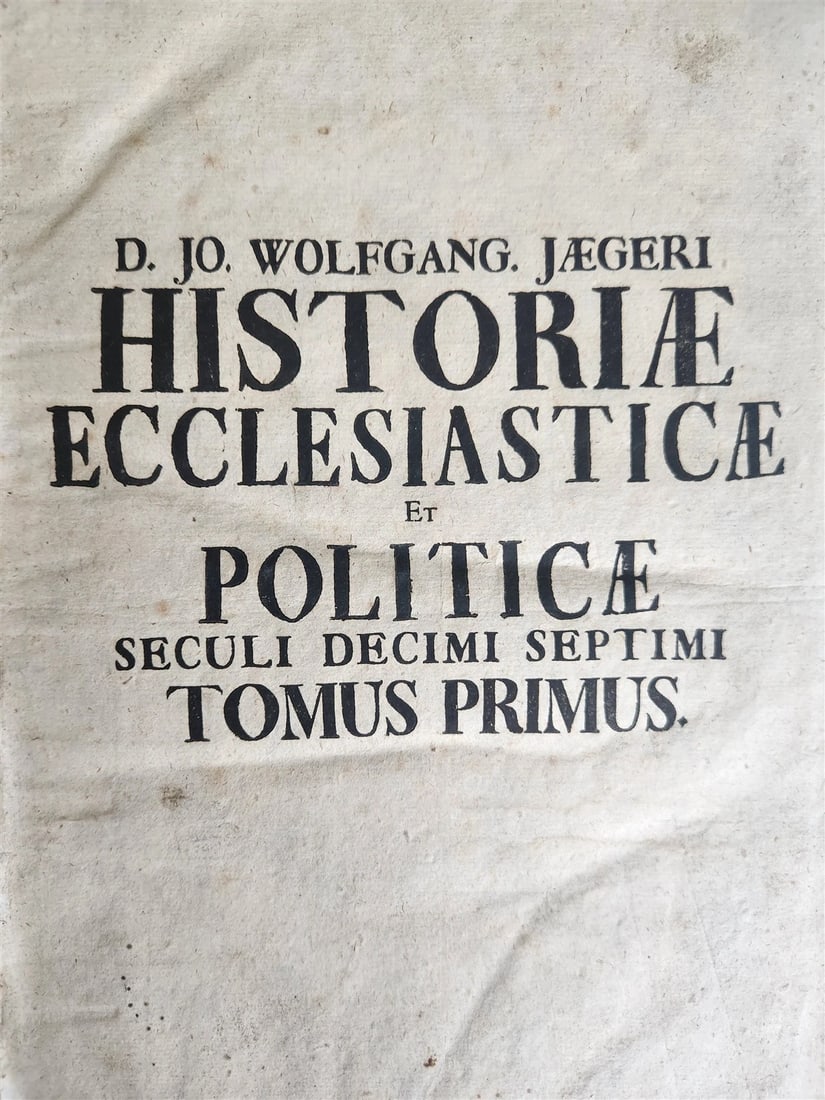 D. JO. WOLFGANG. JÆGERI
HISTORIÆ
ECCLESIASTICÆ
ET
POLITICÆ
SECULI DECIMI SEPTIMI
TOMUS PRIMUS.